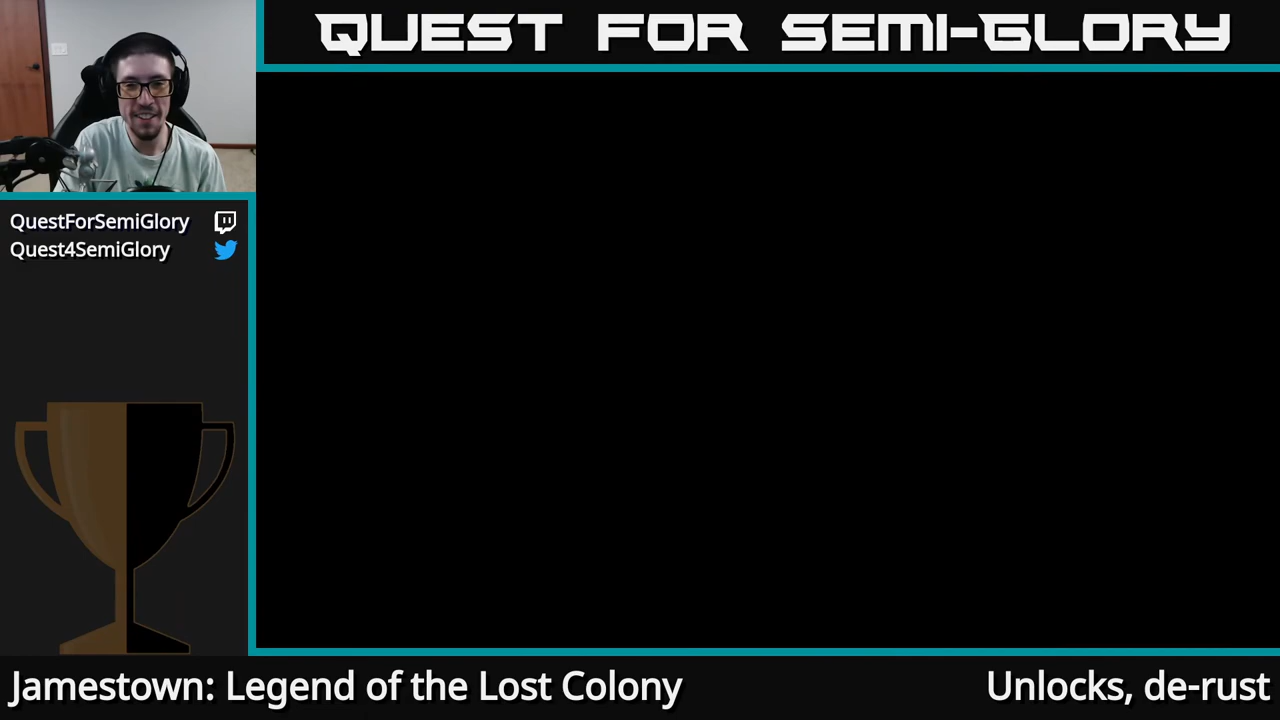 QUEST FOR SEMI-GLORY
QuestForSemiGlory
Quest4SemiGlory
Jamestown: Legend of the Lost Colony
Unlocks, de-rust